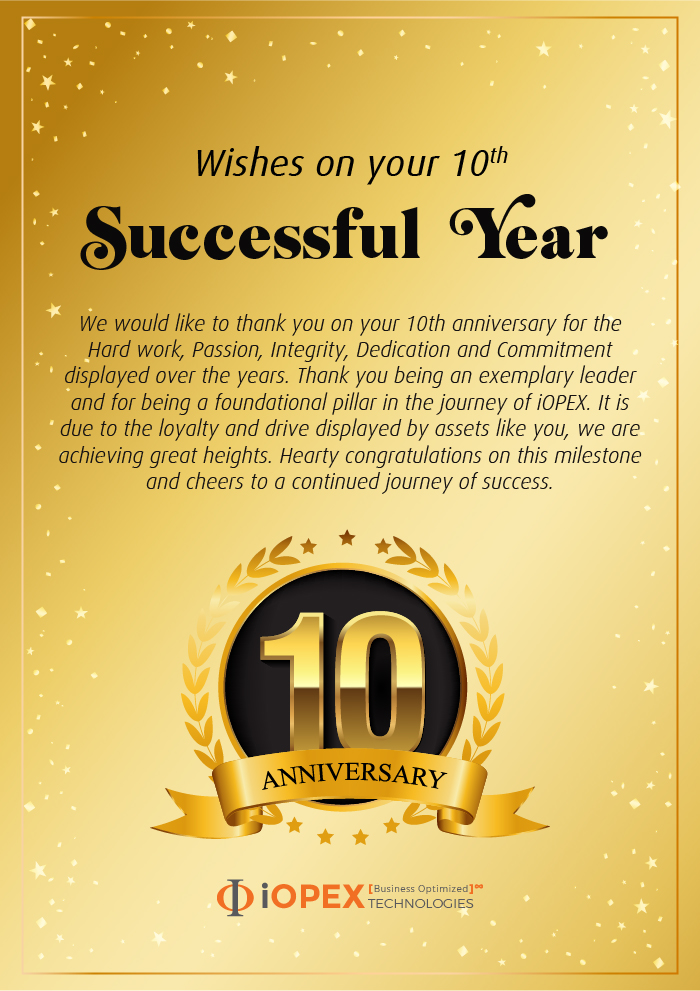 Wishes on your 10th
Successful Year
We would like to thank you on your 10th anniversary for the
Hard work, Passion, Integrity, Dedication and Commitment
displayed over the years. Thank you being an exemplary leader
and for being a foundational pillar in the journey of iOPEX. It is
due to the loyalty and drive displayed by assets like you, we are
achieving great heights. Hearty congratulations on this milestone
and cheers to a continued journey of success.
10
ANNIVERSARY
iOPEX [Business Optimized]∞
TECHNOLOGIES